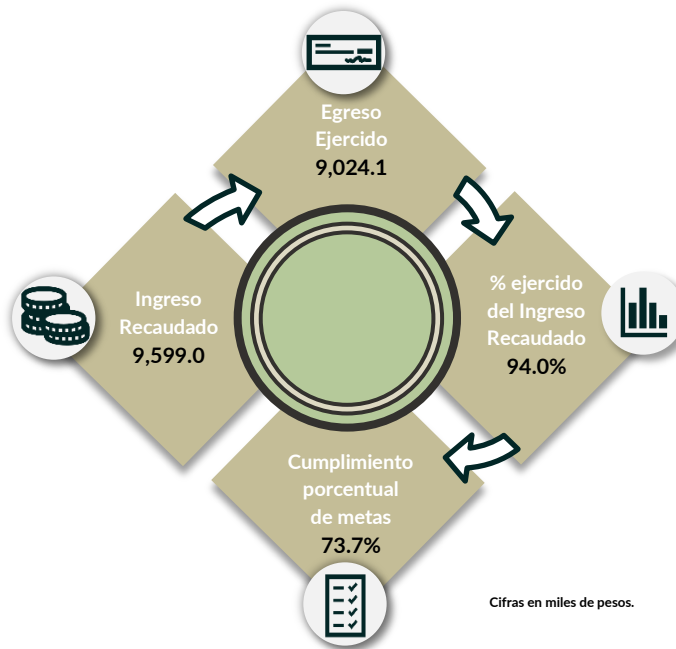 Egreso
Ejercido
9,024.1
Ingreso
Recaudado
9,599.0
% ejercido
del Ingreso
Recaudado
94.0%
Cumplimiento
porcentual
de metas
73.7%
Cifras en miles de pesos.